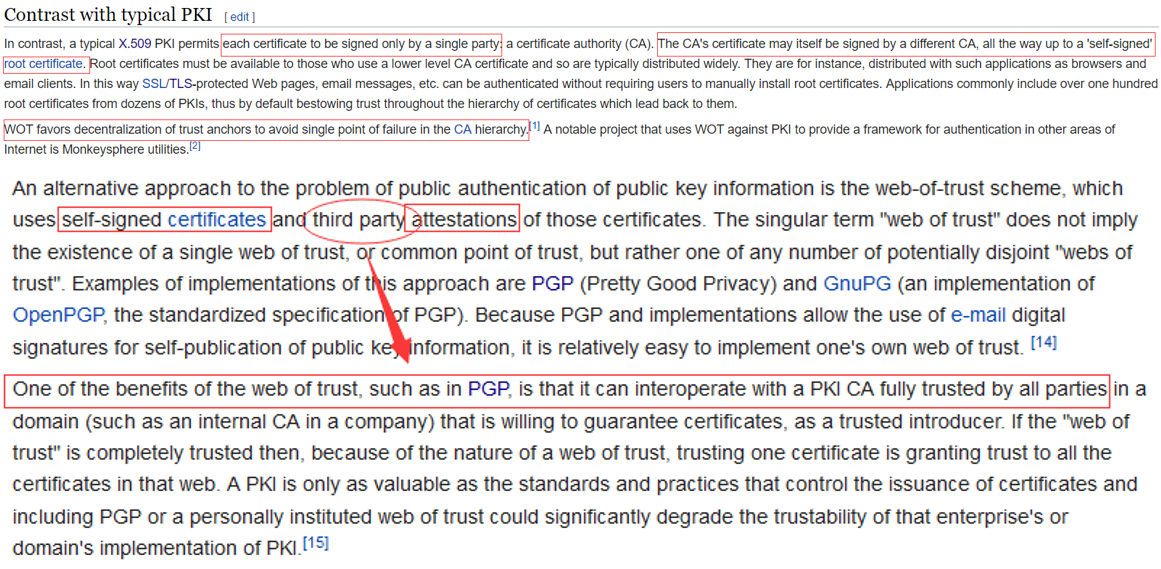 Contrast with typical PKI [ edit ]
In contrast, a typical X.509 PKI permits each certificate to be signed only by a single party: a certificate authority (CA). The CA's certificate may itself be signed by a different CA, all the way up to a 'self-signed'
root certificate. Root certificates must be available to those who use a lower level CA certificate and so are typically distributed widely. They are for instance, distributed with such applications as browsers and
email clients. In this way SSL/TLS-protected Web pages, email messages, etc. can be authenticated without requiring users to manually install root certificates. Applications commonly include over one hundred
root certificates from dozens of PKIs, thus by default bestowing trust throughout the hierarchy of certificates which lead back to them.
WOT favors decentralization of trust anchors to avoid single point of failure in the CA hierarchy.[1] A notable project that uses WOT against PKI to provide a framework for authentication in other areas of
Internet is Monkeysphere utilities.[2]
An alternative approach to the problem of public authentication of public key information is the web-of-trust scheme, which
uses self-signed certificates and third party attestations of those certificates. The singular term "web of trust" does not imply
the existence of a single web of trust, or common point of trust, but rather one of any number of potentially disjoint "webs of
trust". Examples of implementations of this approach are PGP (Pretty Good Privacy) and GnuPG (an implementation of
OpenPGP, the standardized specification of PGP). Because PGP and implementations allow the use of e-mail digital
signatures for self-publication of public key information, it is relatively easy to implement one's own web of trust. [14]
One of the benefits of the web of trust, such as in PGP, is that it can interoperate with a PKI CA fully trusted by all parties in a
domain (such as an internal CA in a company) that is willing to guarantee certificates, as a trusted introducer. If the "web of
trust" is completely trusted then, because of the nature of a web of trust, trusting one certificate is granting trust to all the
certificates in that web. A PKI is only as valuable as the standards and practices that control the issuance of certificates and
including PGP or a personally instituted web of trust could significantly degrade the trustability of that enterprise's or
domain's implementation of PKI.[15]